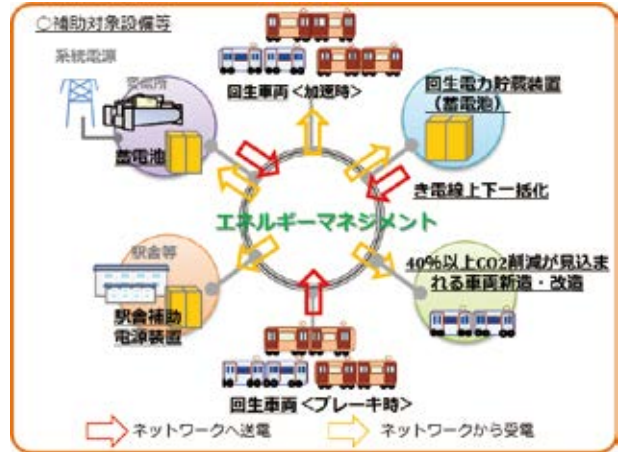 ○補助対象設備等
系統電源
変電所
蓄電池
回生車両<加速時>
回生電力貯蔵装置
（蓄電池）
き電線上下一括化
エネルギーマネジメント
駅舎等
駅舎補助
電源装置
40%以上CO2削減が見込ま
れる車両新造・改造
回生車両<ブレーキ時>
ネットワークへ送電
ネットワークから受電